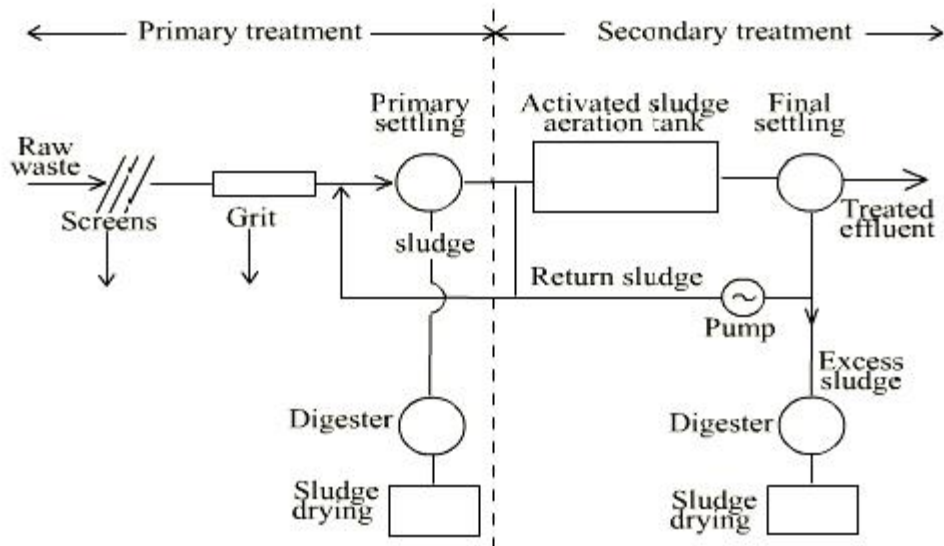 Primary treatment
Secondary treatment
Primary
settling
Activated sludge
aeration tank
Final
settling
Raw
waste
Screens
Grit
sludge
Treated
effluent
Return sludge
Pump
Excess
sludge
Digester
Digester
Sludge
drying
Sludge
drying